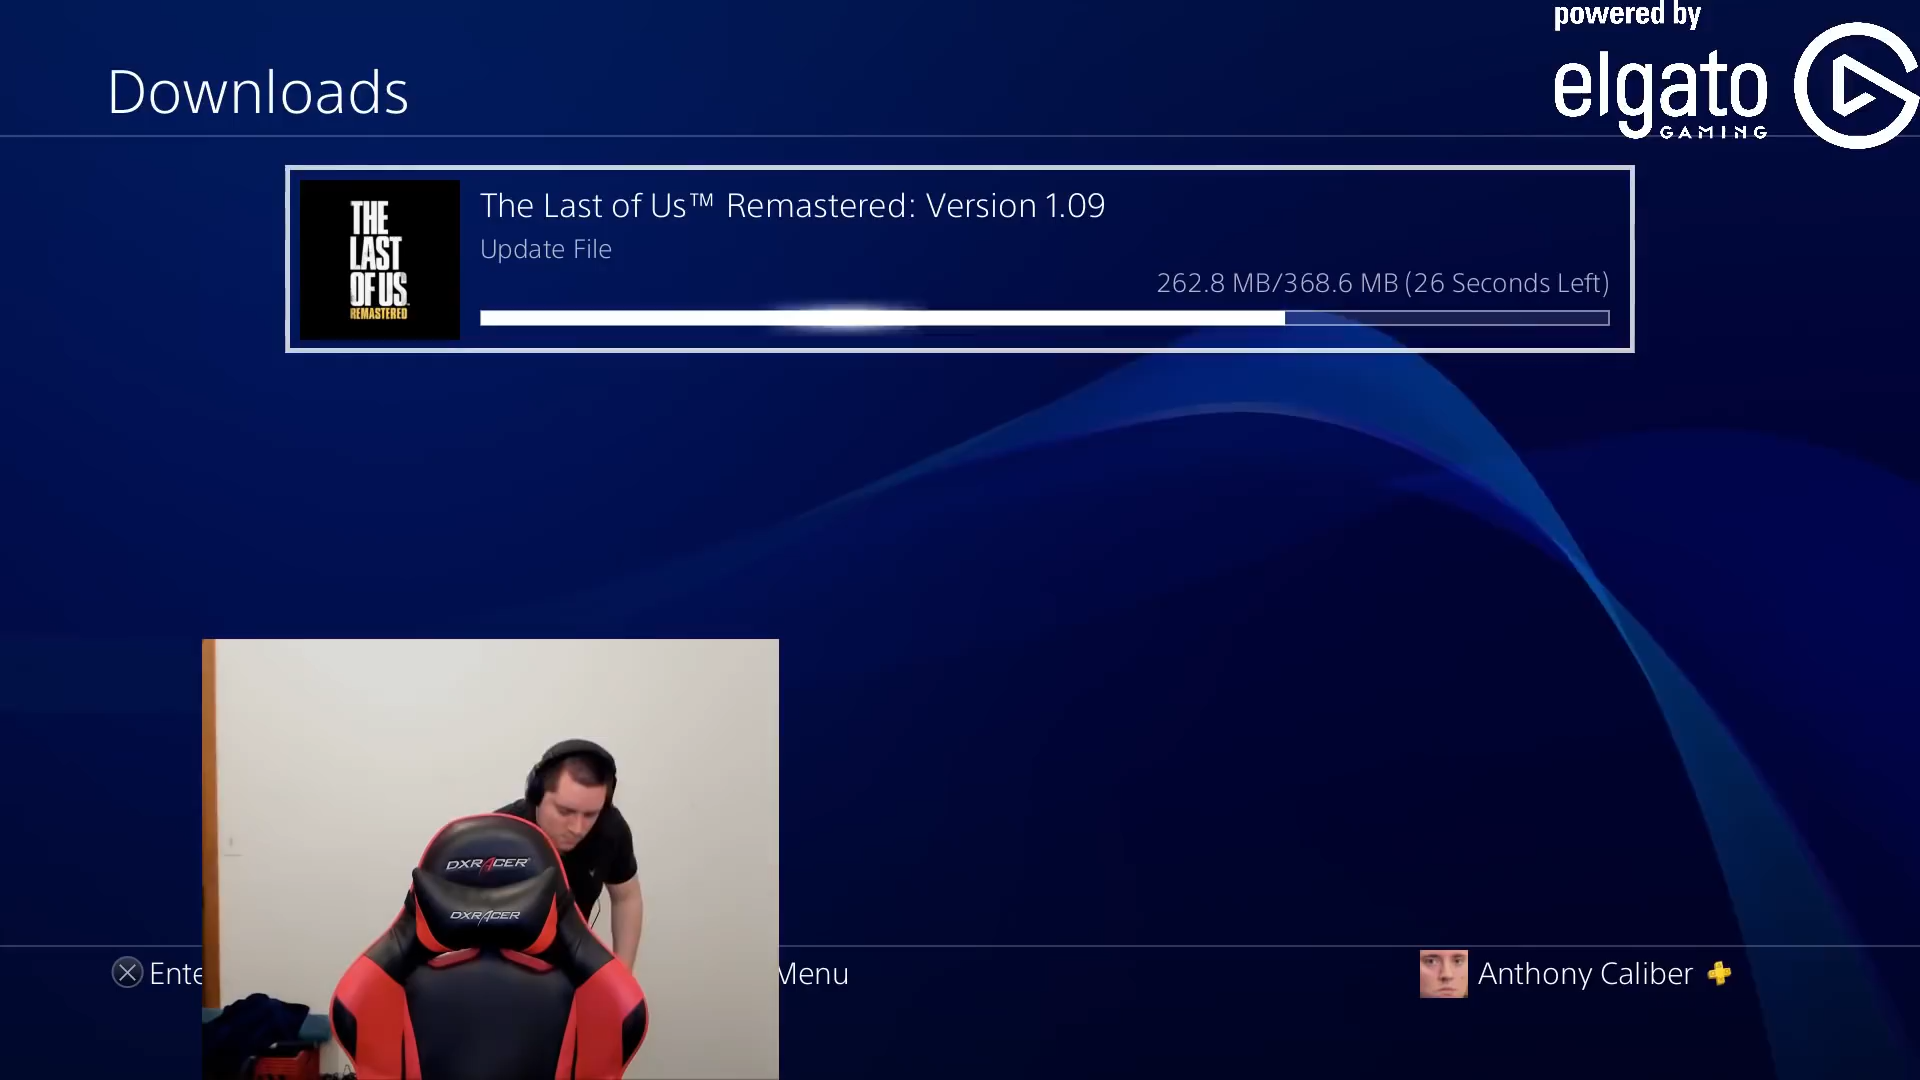 powered by
elgato
GAMING
Downloads
THE
LAST
OF US
REMASTERED
The Last of Us™ Remastered: Version 1.09
Update File
262.8 MB/368.6 MB (26 Seconds Left)
DXRACER
DXRACER
Ente
Menu
Anthony Caliber